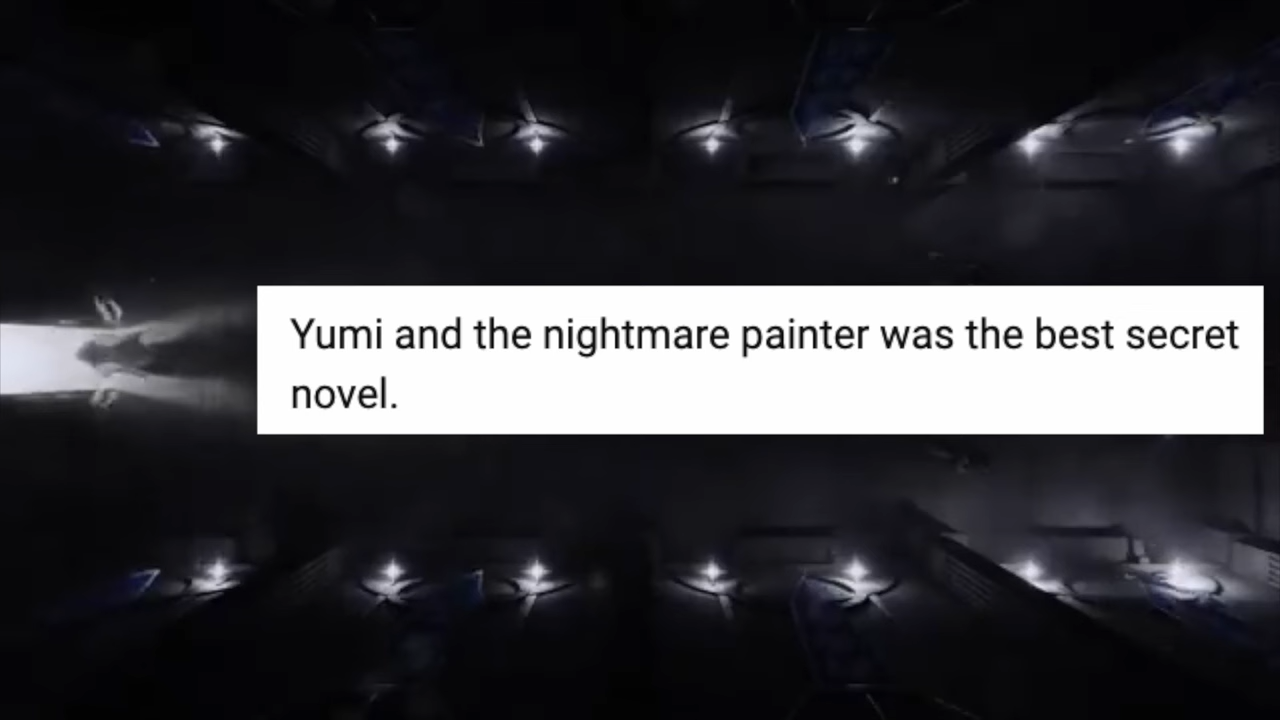 Yumi and the nightmare painter was the best secret
novel.